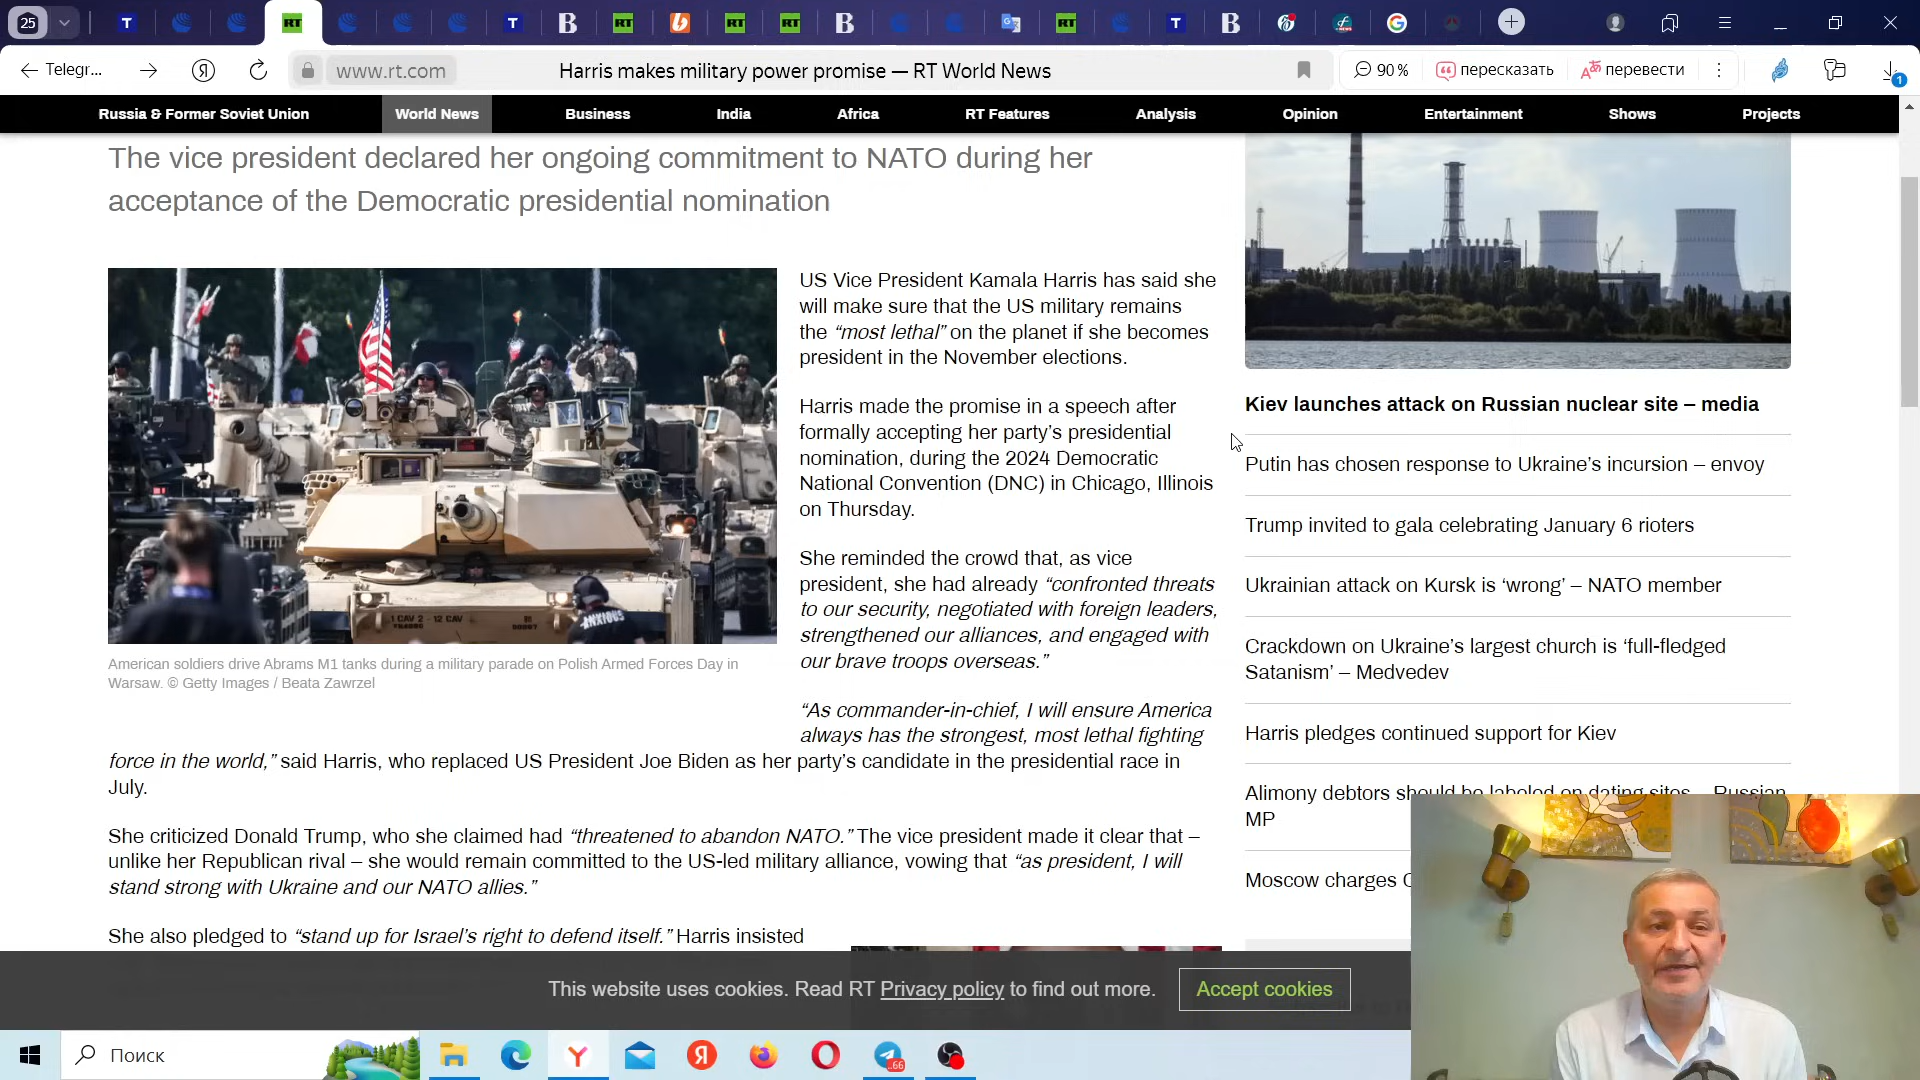 25
Telegr...
www.rt.com
Harris makes military power promise — RT World News
90 %
пересказать
перевести
1
Russia & Former Soviet Union
World News
Business
India
Africa
RT Features
Analysis
Opinion
Entertainment
Shows
Projects
The vice president declared her ongoing commitment to NATO during her
acceptance of the Democratic presidential nomination
American soldiers drive Abrams M1 tanks during a military parade on Polish Armed Forces Day in
Warsaw. © Getty Images / Beata Zawrzel
US Vice President Kamala Harris has said she
will make sure that the US military remains
the “most lethal” on the planet if she becomes
president in the November elections.
Harris made the promise in a speech after
formally accepting her party’s presidential
nomination, during the 2024 Democratic
National Convention (DNC) in Chicago, Illinois
on Thursday.
She reminded the crowd that, as vice
president, she had already “confronted threats
to our security, negotiated with foreign leaders,
strengthened our alliances, and engaged with
our brave troops overseas.”
“As commander-in-chief, I will ensure America
always has the strongest, most lethal fighting
force in the world,” said Harris, who replaced US President Joe Biden as her party’s candidate in the presidential race in
July.
She criticized Donald Trump, who she claimed had “threatened to abandon NATO.” The vice president made it clear that –
unlike her Republican rival – she would remain committed to the US-led military alliance, vowing that “as president, I will
stand strong with Ukraine and our NATO allies.”
She also pledged to “stand up for Israel’s right to defend itself.” Harris insisted
Kiev launches attack on Russian nuclear site – media
Putin has chosen response to Ukraine’s incursion – envoy
Trump invited to gala celebrating January 6 rioters
Ukrainian attack on Kursk is ‘wrong’ – NATO member
Crackdown on Ukraine’s largest church is ‘full-fledged
Satanism’ – Medvedev
Harris pledges continued support for Kiev
Alimony debtors should be labeled on dating sites – Russian
MP
Moscow charges
This website uses cookies. Read RT Privacy policy to find out more.
Accept cookies
Поиск
66